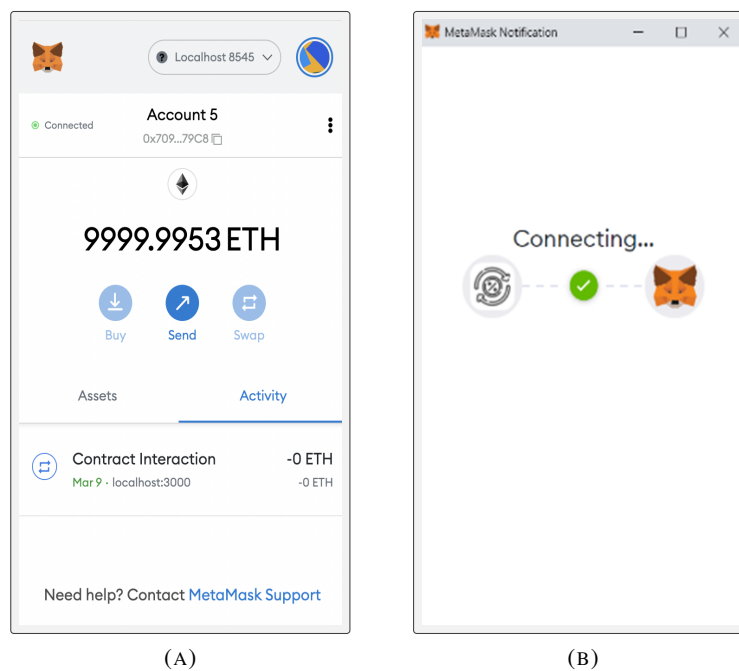 Localhost 8545
Connected
Account 5
0x709...79C8
9999.9953 ETH
Buy Send Swap
Assets Activity
Contract Interaction -0 ETH
Mar 9 · localhost:3000 -0 ETH
Need help? Contact MetaMask Support
(A)
MetaMask Notification
Connecting...
(B)